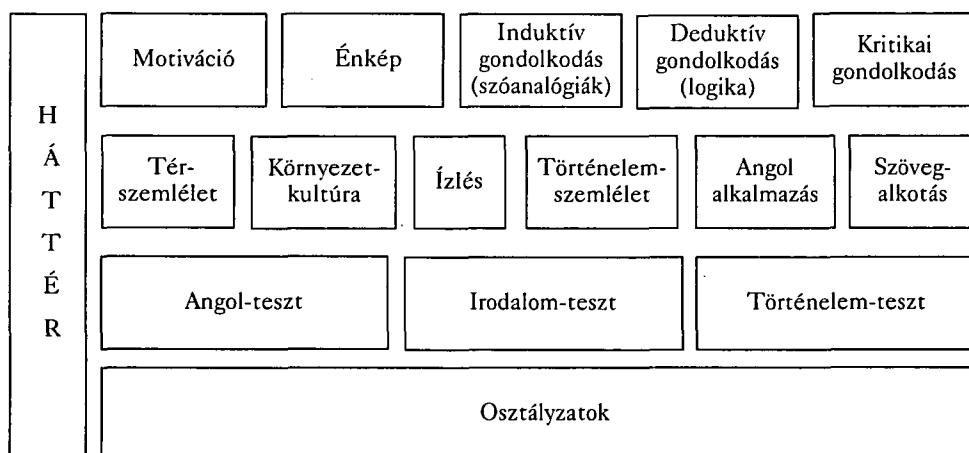 HÁTTÉR
Motiváció
Énkép
Induktív
gondolkodás
(szóanalógiák)
Deduktív
gondolkodás
(logika)
Kritikai
gondolkodás
Tér-
szemlélet
Környezet-
kultúra
Ízlés
Történelem-
szemlélet
Angol
alkalmazás
Szöveg-
alkotás
Angol-teszt
Irodalom-teszt
Történelem-teszt
Osztályzatok